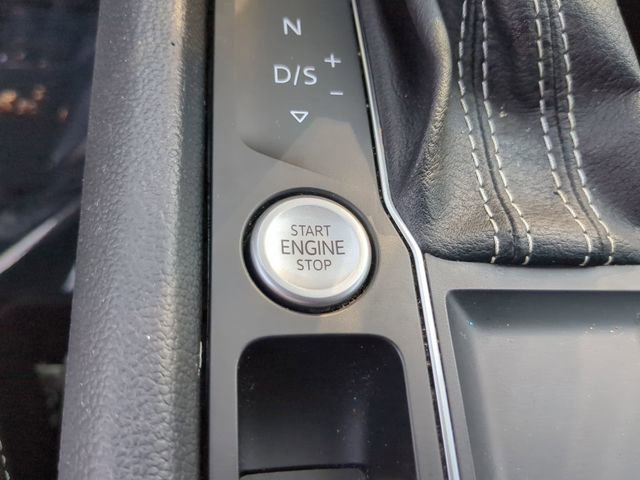 N
D/S + −
START
ENGINE
STOP